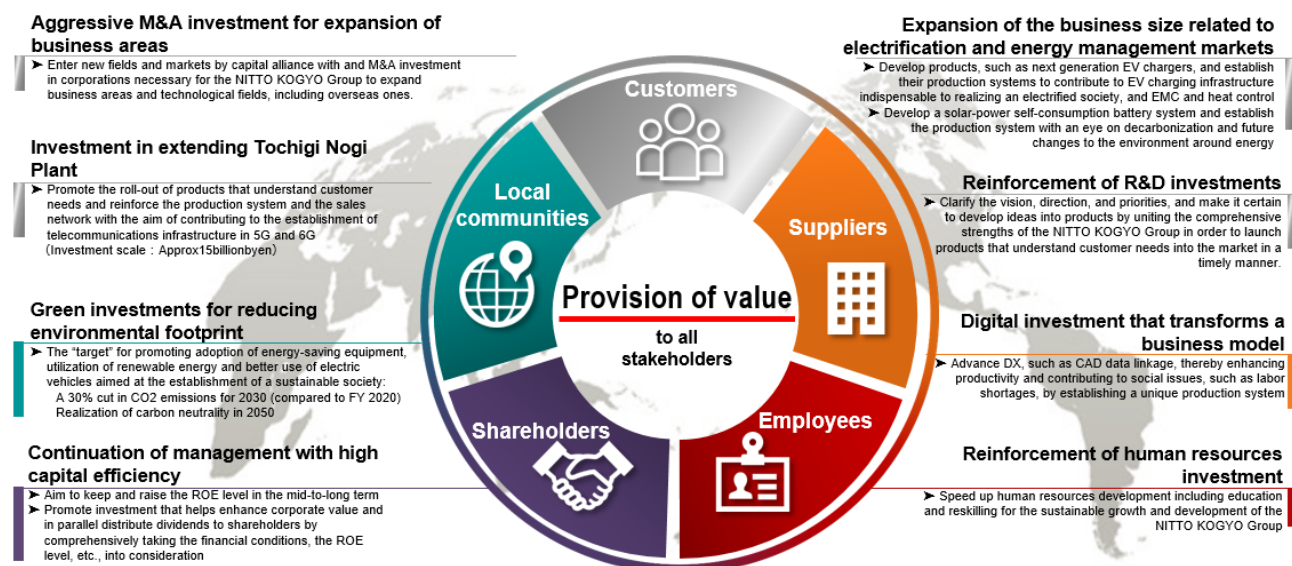 Aggressive M&A investment for expansion of
business areas
➤ Enter new fields and markets by capital alliance with and M&A investment
in corporations necessary for the NITTO KOGYO Group to expand
business areas and technological fields, including overseas ones.
Investment in extending Tochigi Nogi
Plant
➤ Promote the roll-out of products that understand customer
needs and reinforce the production system and the sales
network with the aim of contributing to the establishment of
telecommunications infrastructure in 5G and 6G
（Investment scale：Approx15billionbyen）
Green investments for reducing
environmental footprint
➤ The “target” for promoting adoption of energy-saving equipment,
utilization of renewable energy and better use of electric
vehicles aimed at the establishment of a sustainable society:
A 30% cut in CO2 emissions for 2030 (compared to FY 2020)
Realization of carbon neutrality in 2050
Continuation of management with high
capital efficiency
➤ Aim to keep and raise the ROE level in the mid-to-long term
➤ Promote investment that helps enhance corporate value and
in parallel distribute dividends to shareholders by
comprehensively taking the financial conditions, the ROE
level, etc., into consideration
Customers
Local
communities
Suppliers
Provision of value
to all
stakeholders
Shareholders
Employees
Expansion of the business size related to
electrification and energy management markets
➤ Develop products, such as next generation EV chargers, and establish
their production systems to contribute to EV charging infrastructure
indispensable to realizing an electrified society, and EMC and heat control
➤ Develop a solar-power self-consumption battery system and establish
the production system with an eye on decarbonization and future
changes to the environment around energy
Reinforcement of R&D investments
➤ Clarify the vision, direction, and priorities, and make it certain
to develop ideas into products by uniting the comprehensive
strengths of the NITTO KOGYO Group in order to launch
products that understand customer needs into the market in a
timely manner.
Digital investment that transforms a
business model
➤ Advance DX, such as CAD data linkage, thereby enhancing
productivity and contributing to social issues, such as labor
shortages, by establishing a unique production system
Reinforcement of human resources
investment
➤ Speed up human resources development including education
and reskilling for the sustainable growth and development of the
NITTO KOGYO Group